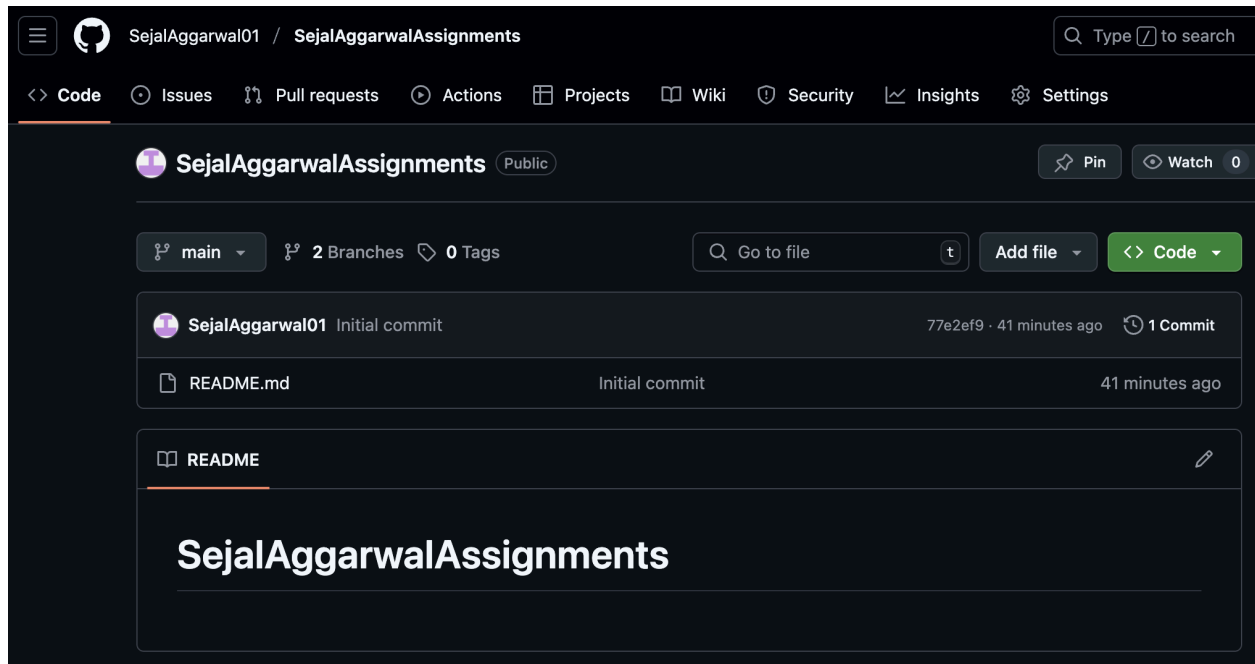 SejalAggarwal01 / SejalAggarwalAssignments Type / to search
Code Issues Pull requests Actions Projects Wiki Security Insights Settings
SejalAggarwalAssignments Public Pin Watch 0
main 2 Branches 0 Tags Go to file t Add file Code
SejalAggarwal01 Initial commit 77e2ef9 · 41 minutes ago 1 Commit
README.md Initial commit 41 minutes ago
README
SejalAggarwalAssignments